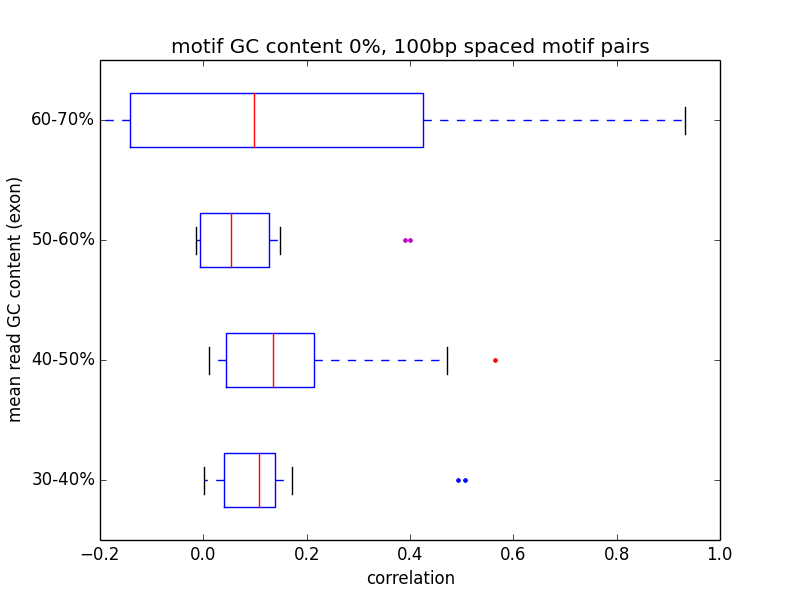 motif GC content 0%, 100bp spaced motif pairs
mean read GC content (exon)
60-70%
50-60%
40-50%
30-40%
−0.2 0.0 0.2 0.4 0.6 0.8 1.0
correlation